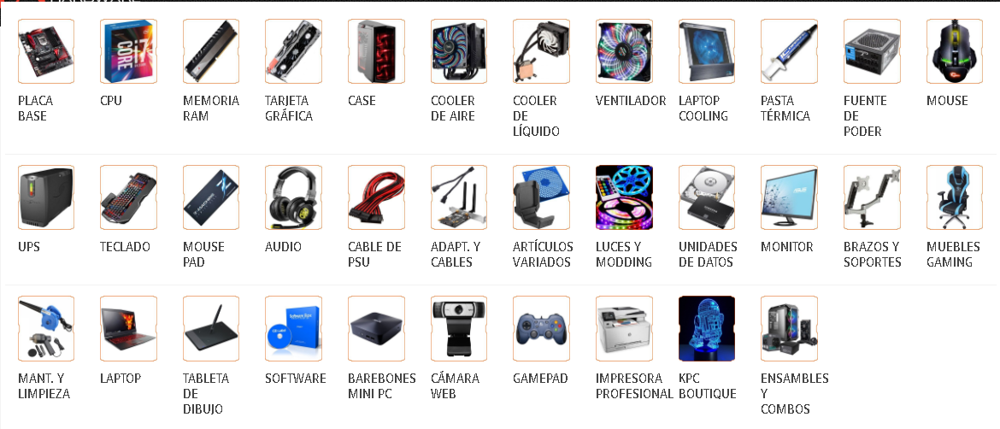 PLACA
BASE
CPU
MEMORIA
RAM
TARJETA
GRÁFICA
CASE
COOLER
DE AIRE
COOLER
DE
LÍQUIDO
VENTILADOR
LAPTOP
COOLING
PASTA
TÉRMICA
FUENTE
DE
PODER
MOUSE
CORE i7
UPS
TECLADO
MOUSE
PAD
AUDIO
CABLE DE
PSU
ADAPT. Y
CABLES
ARTÍCULOS
VARIADOS
LUCES Y
MODDING
UNIDADES
DE DATOS
MONITOR
BRAZOS Y
SOPORTES
MUEBLES
GAMING
MANT. Y
LIMPIEZA
LAPTOP
TABLETA
DE
DIBUJO
SOFTWARE
BAREBONES
MINI PC
CÁMARA
WEB
GAMEPAD
IMPRESORA
PROFESIONAL
KPC
BOUTIQUE
ENSAMBLES
Y
COMBOS